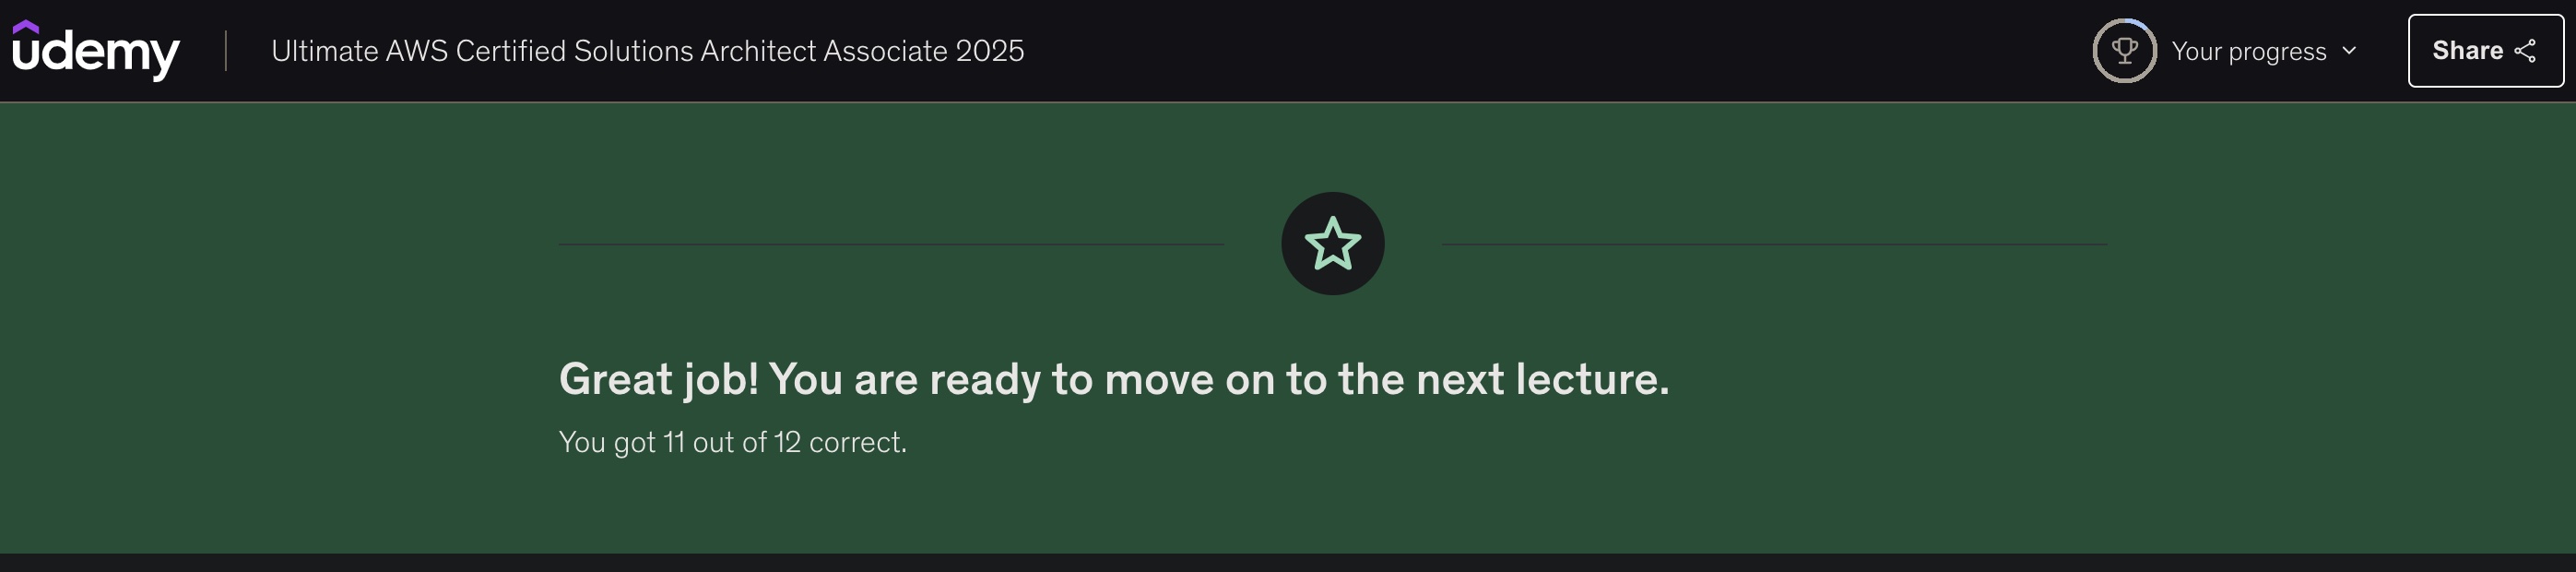 udemy
Ultimate AWS Certified Solutions Architect Associate 2025
Your progress
Share
Great job! You are ready to move on to the next lecture.
You got 11 out of 12 correct.